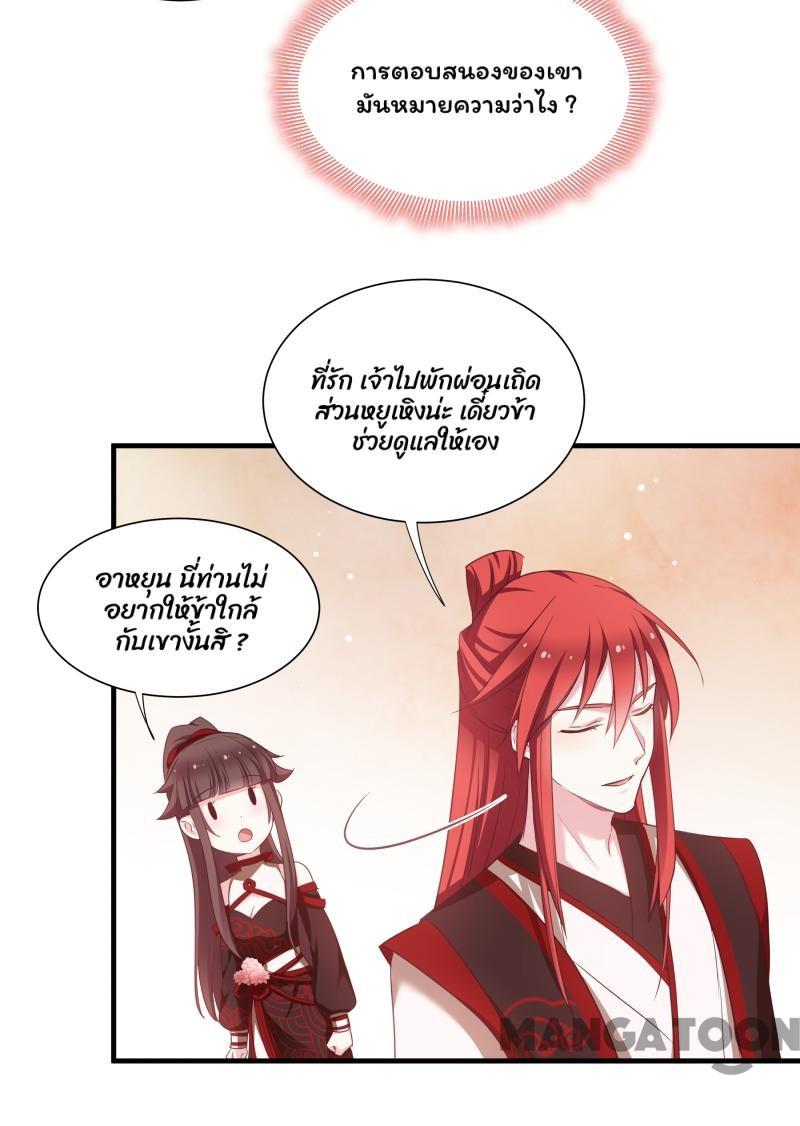 การตอบสนองของเขา
มันหมายความว่าไง ?
ที่รัก เจ้าไปพักผ่อนเถิด
ส่วนหยูเหิงน่ะ เดี๋ยวข้า
ช่วยดูแลให้เอง
อาหยุน นี่ท่านไม่
อยากให้ข้าใกล้
กับเขางั้นสิ ?
MANGATOON